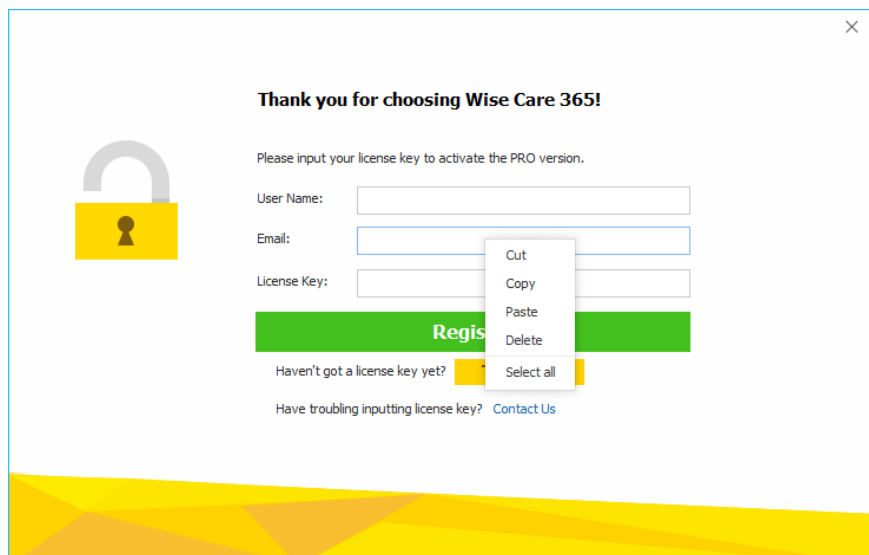 Thank you for choosing Wise Care 365!
Please input your license key to activate the PRO version.
User Name:
Email:
Cut
License Key:
Copy
Paste
Regis
Delete
Haven't got a license key yet?
Select all
Have troubling inputting license key? Contact Us